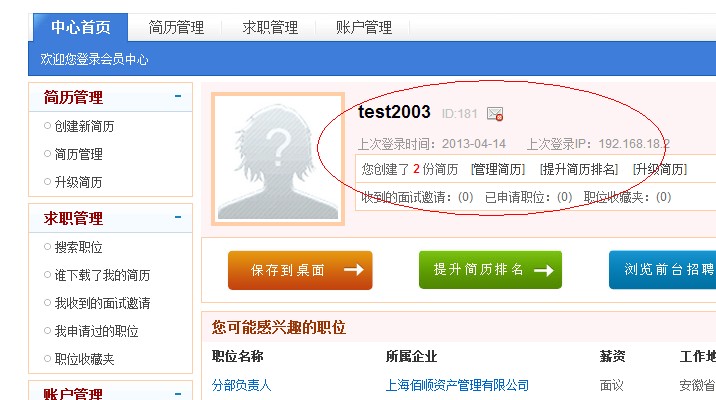 中心首页 简历管理 求职管理 账户管理
欢迎您登录会员中心
简历管理
创建新简历
简历管理
升级简历
求职管理
搜索职位
谁下载了我的简历
我收到的面试邀请
我申请过的职位
职位收藏夹
账户管理
?
test2003 ID:181
上次登录时间：2013-04-14 上次登录IP：192.168.18.2
您创建了 2 份简历 [管理简历] [提升简历排名] [升级简历]
收到的面试邀请：(0) 已申请职位：(0) 职位收藏夹：(0)
保存到桌面 提升简历排名 浏览前台招聘
您可能感兴趣的职位
职位名称 所属企业 薪资 工作地
分部负责人 上海佰顺资产管理有限公司 面议 安徽省